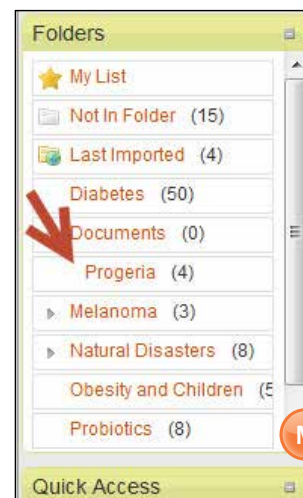 Folders
My List
Not In Folder (15)
Last Imported (4)
Diabetes (50)
Documents (0)
Progeria (4)
Melanoma (3)
Natural Disasters (8)
Obesity and Children (5
Probiotics (8)
Quick Access